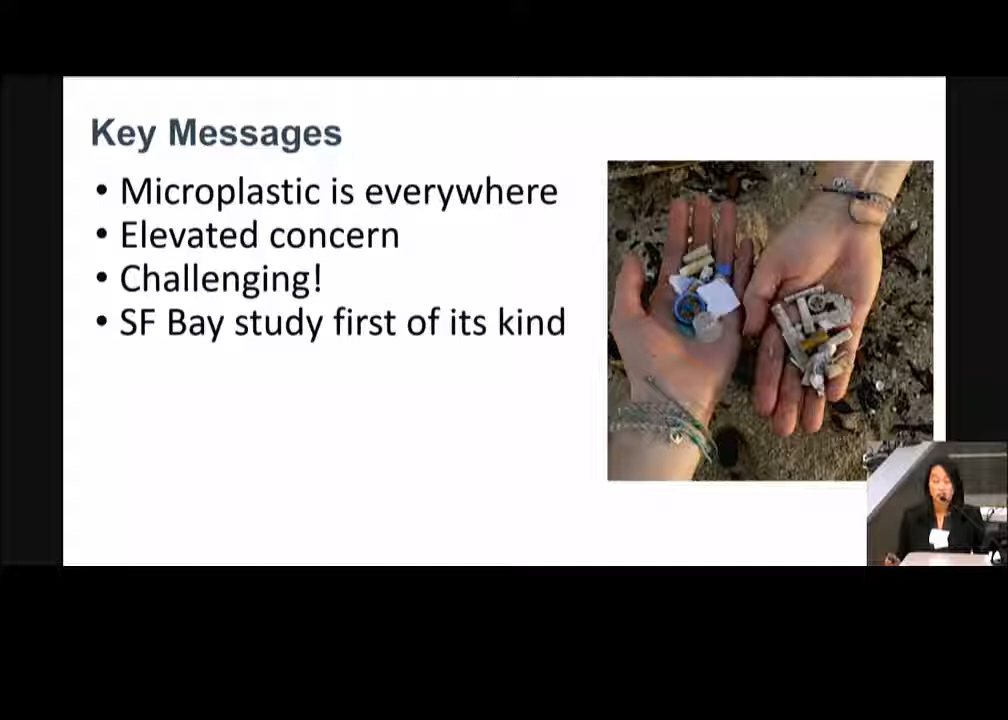 Key Messages
• Microplastic is everywhere
• Elevated concern
• Challenging!
• SF Bay study first of its kind